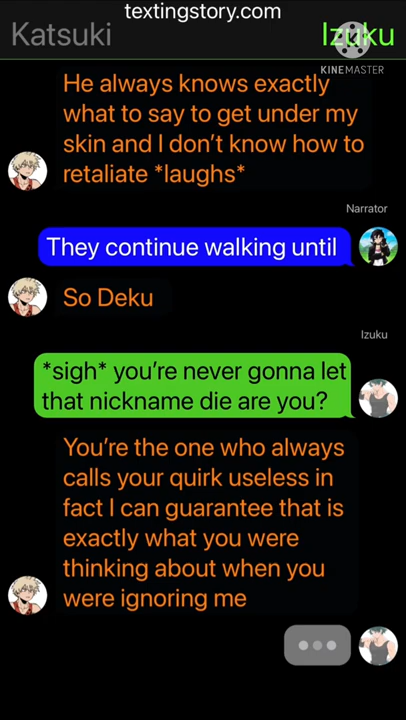 textingstory.com
Katsuki
Izuku
KINEMASTER
He always knows exactly
what to say to get under my
skin and I don’t know how to
retaliate *laughs*
Narrator
They continue walking until
So Deku
Izuku
*sigh* you’re never gonna let
that nickname die are you?
You’re the one who always
calls your quirk useless in
fact I can guarantee that is
exactly what you were
thinking about when you
were ignoring me